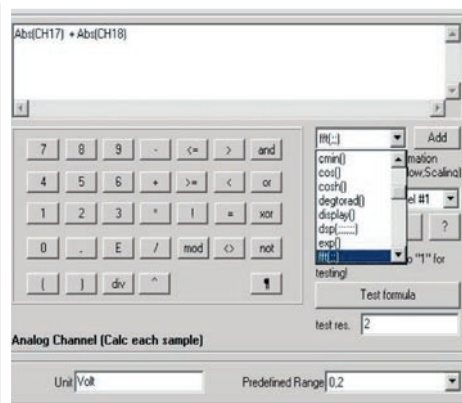 Abs(CH17) + Abs(CH18)
fft(;;) Add
7 8 9 - <= > and
4 5 6 + >= < or
1 2 3 * ! = xor
0 . E / mod <> not
( ) div ^ ¶
cmin()
cos()
cosh()
degtorad()
display()
dsp(;;;;;;;)
exp()
fft(;;)
mation
low,Scaling)
el #1
?
"1" for
testing!
Test formula
test res. 2
Analog Channel (Calc each sample)
Unit Volt Predefined Range 0,2